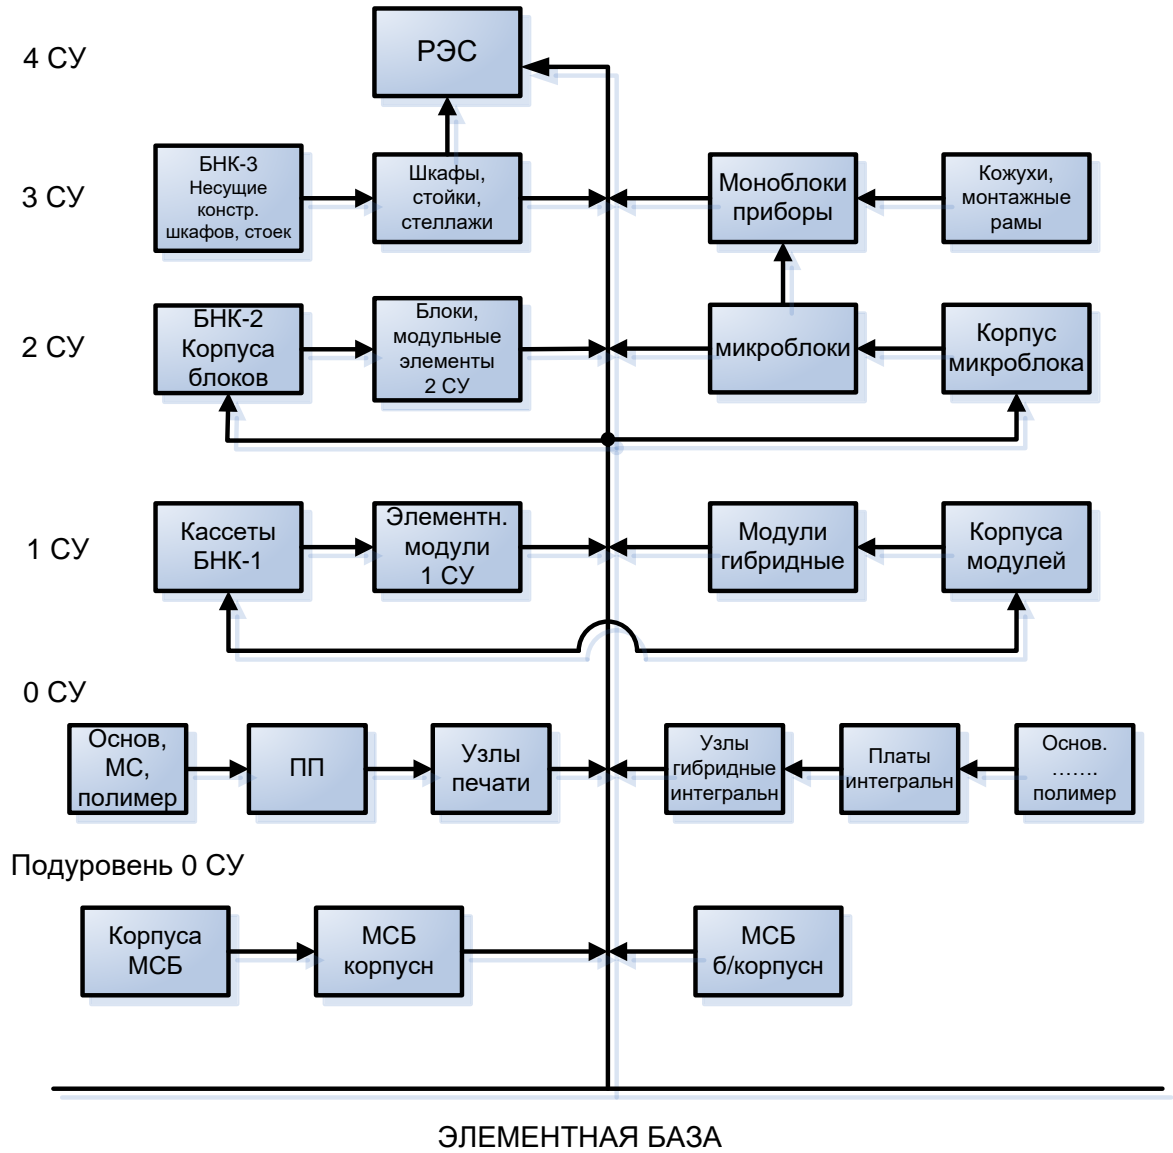 4 СУ
РЭС
3 СУ
БНК-3
Несущие
констр.
шкафов, стоек
Шкафы,
стойки,
стеллажи
Моноблоки
приборы
Кожухи,
монтажные
рамы
2 СУ
БНК-2
Корпуса
блоков
Блоки,
модульные
элементы
2 СУ
микроблоки
Корпус
микроблока
1 СУ
Кассеты
БНК-1
Элементн.
модули
1 СУ
Модули
гибридные
Корпуса
модулей
0 СУ
Основ,
МС,
полимер
ПП
Узлы
печати
Узлы
гибридные
интегральн
Платы
интегральн
Основ.
…....
полимер
Подуровень 0 СУ
Корпуса
МСБ
МСБ
корпусн
МСБ
б/корпусн
ЭЛЕМЕНТНАЯ БАЗА